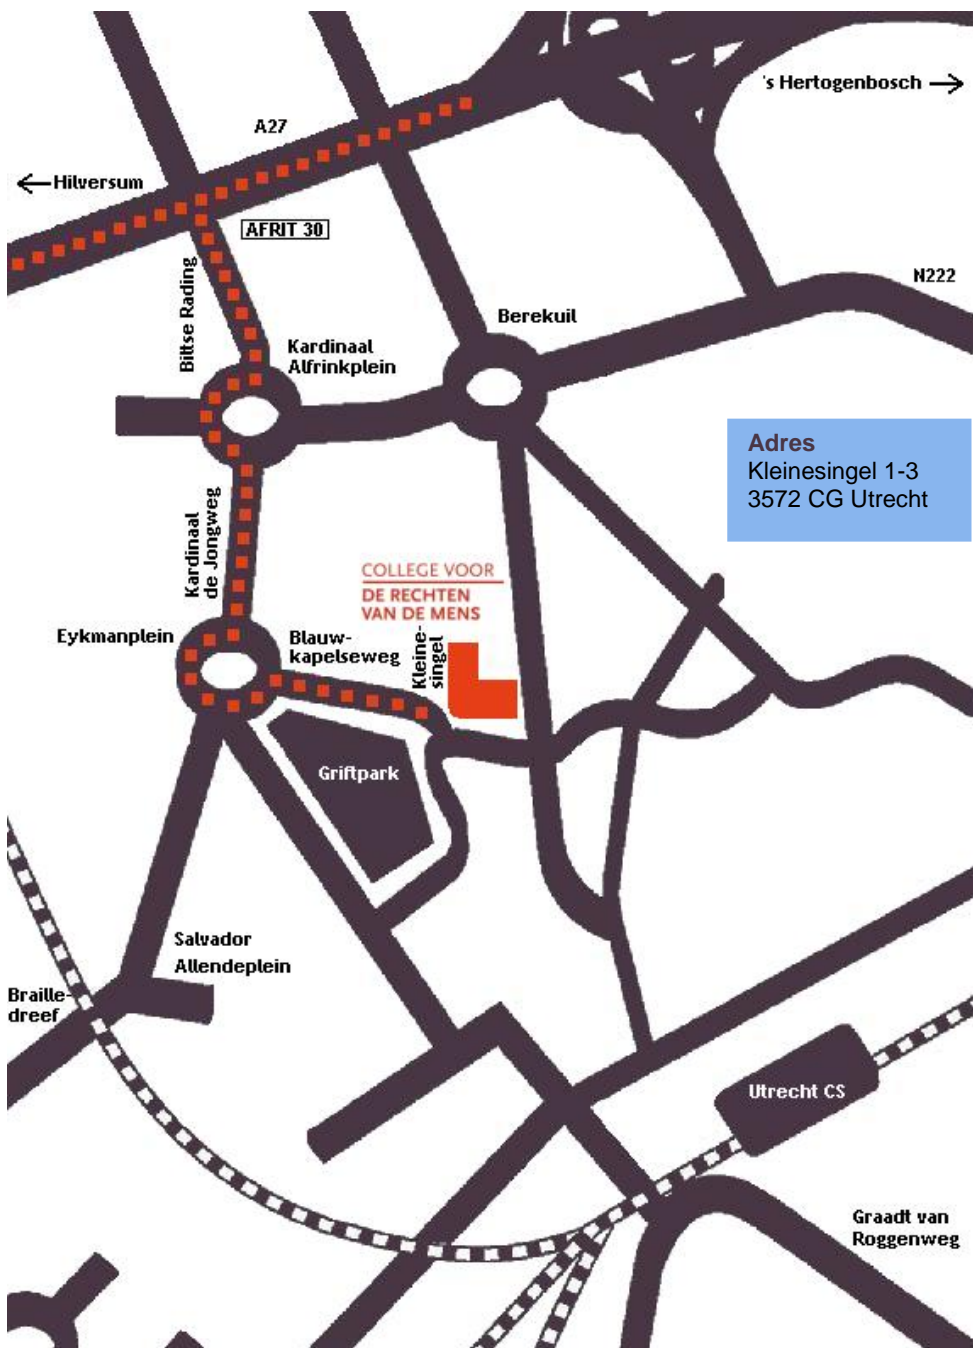 's Hertogenbosch
A27
Hilversum
AFRIT 30
N222
Biltse Rading
Berekuil
Kardinaal
Alfrinkplein
Adres
Kleinesingel 1-3
3572 CG Utrecht
Kardinaal
de Jongweg
COLLEGE VOOR
DE RECHTEN
VAN DE MENS
Eykmanplein
Blauw-
kapelseweg
Kleine-
singel
Griftpark
Salvador
Allendeplein
Braille-
dreef
Utrecht CS
Graadt van
Roggenweg